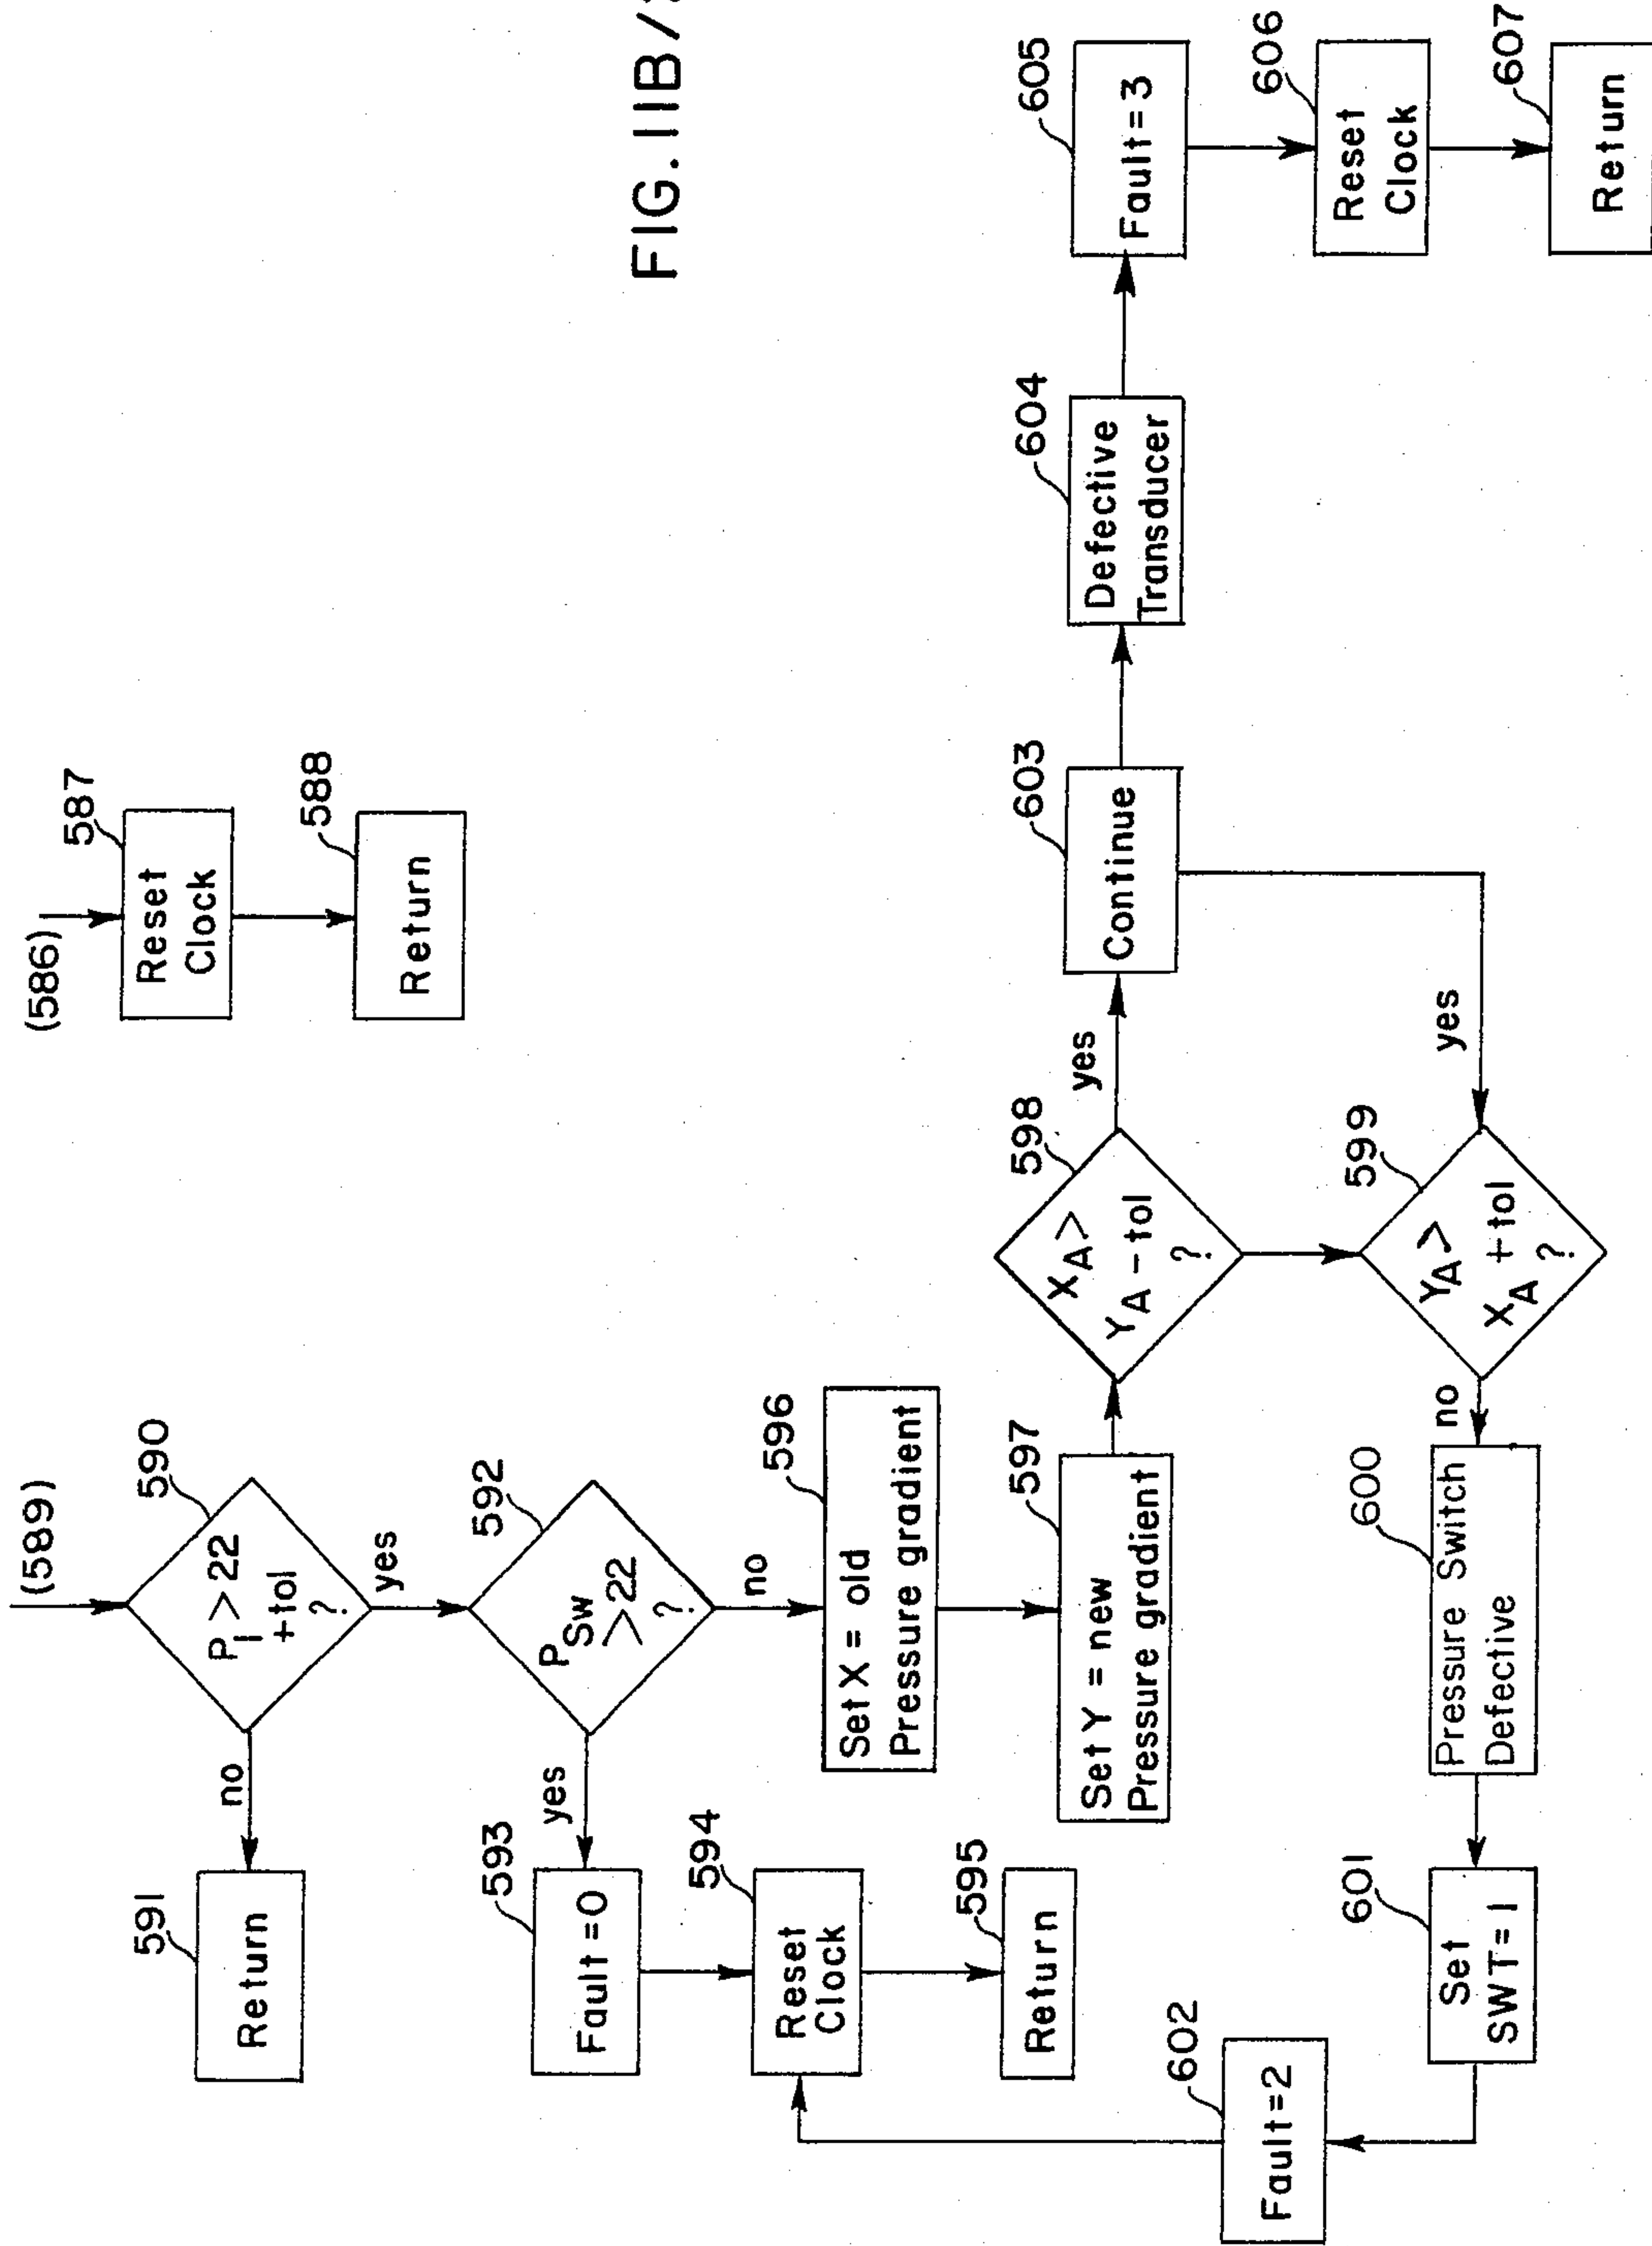 FIG. 11B/
(586)
587
Reset
Clock
588
Return
(589)
590
P1 > 22
+tol
?
no
yes
591
Return
592
PSw
>22
?
yes
no
593
Fault = 0
594
Reset
Clock
595
Return
596
Set X = old
Pressure gradient
597
Set Y = new
Pressure gradient
598
XA >
YA - tol
?
yes
599
YA >
XA + tol
?
yes
no
600
Pressure Switch
Defective
601
Set
SWT = 1
602
Fault = 2
603
Continue
604
Defective
Transducer
605
Fault = 3
606
Reset
Clock
607
Return